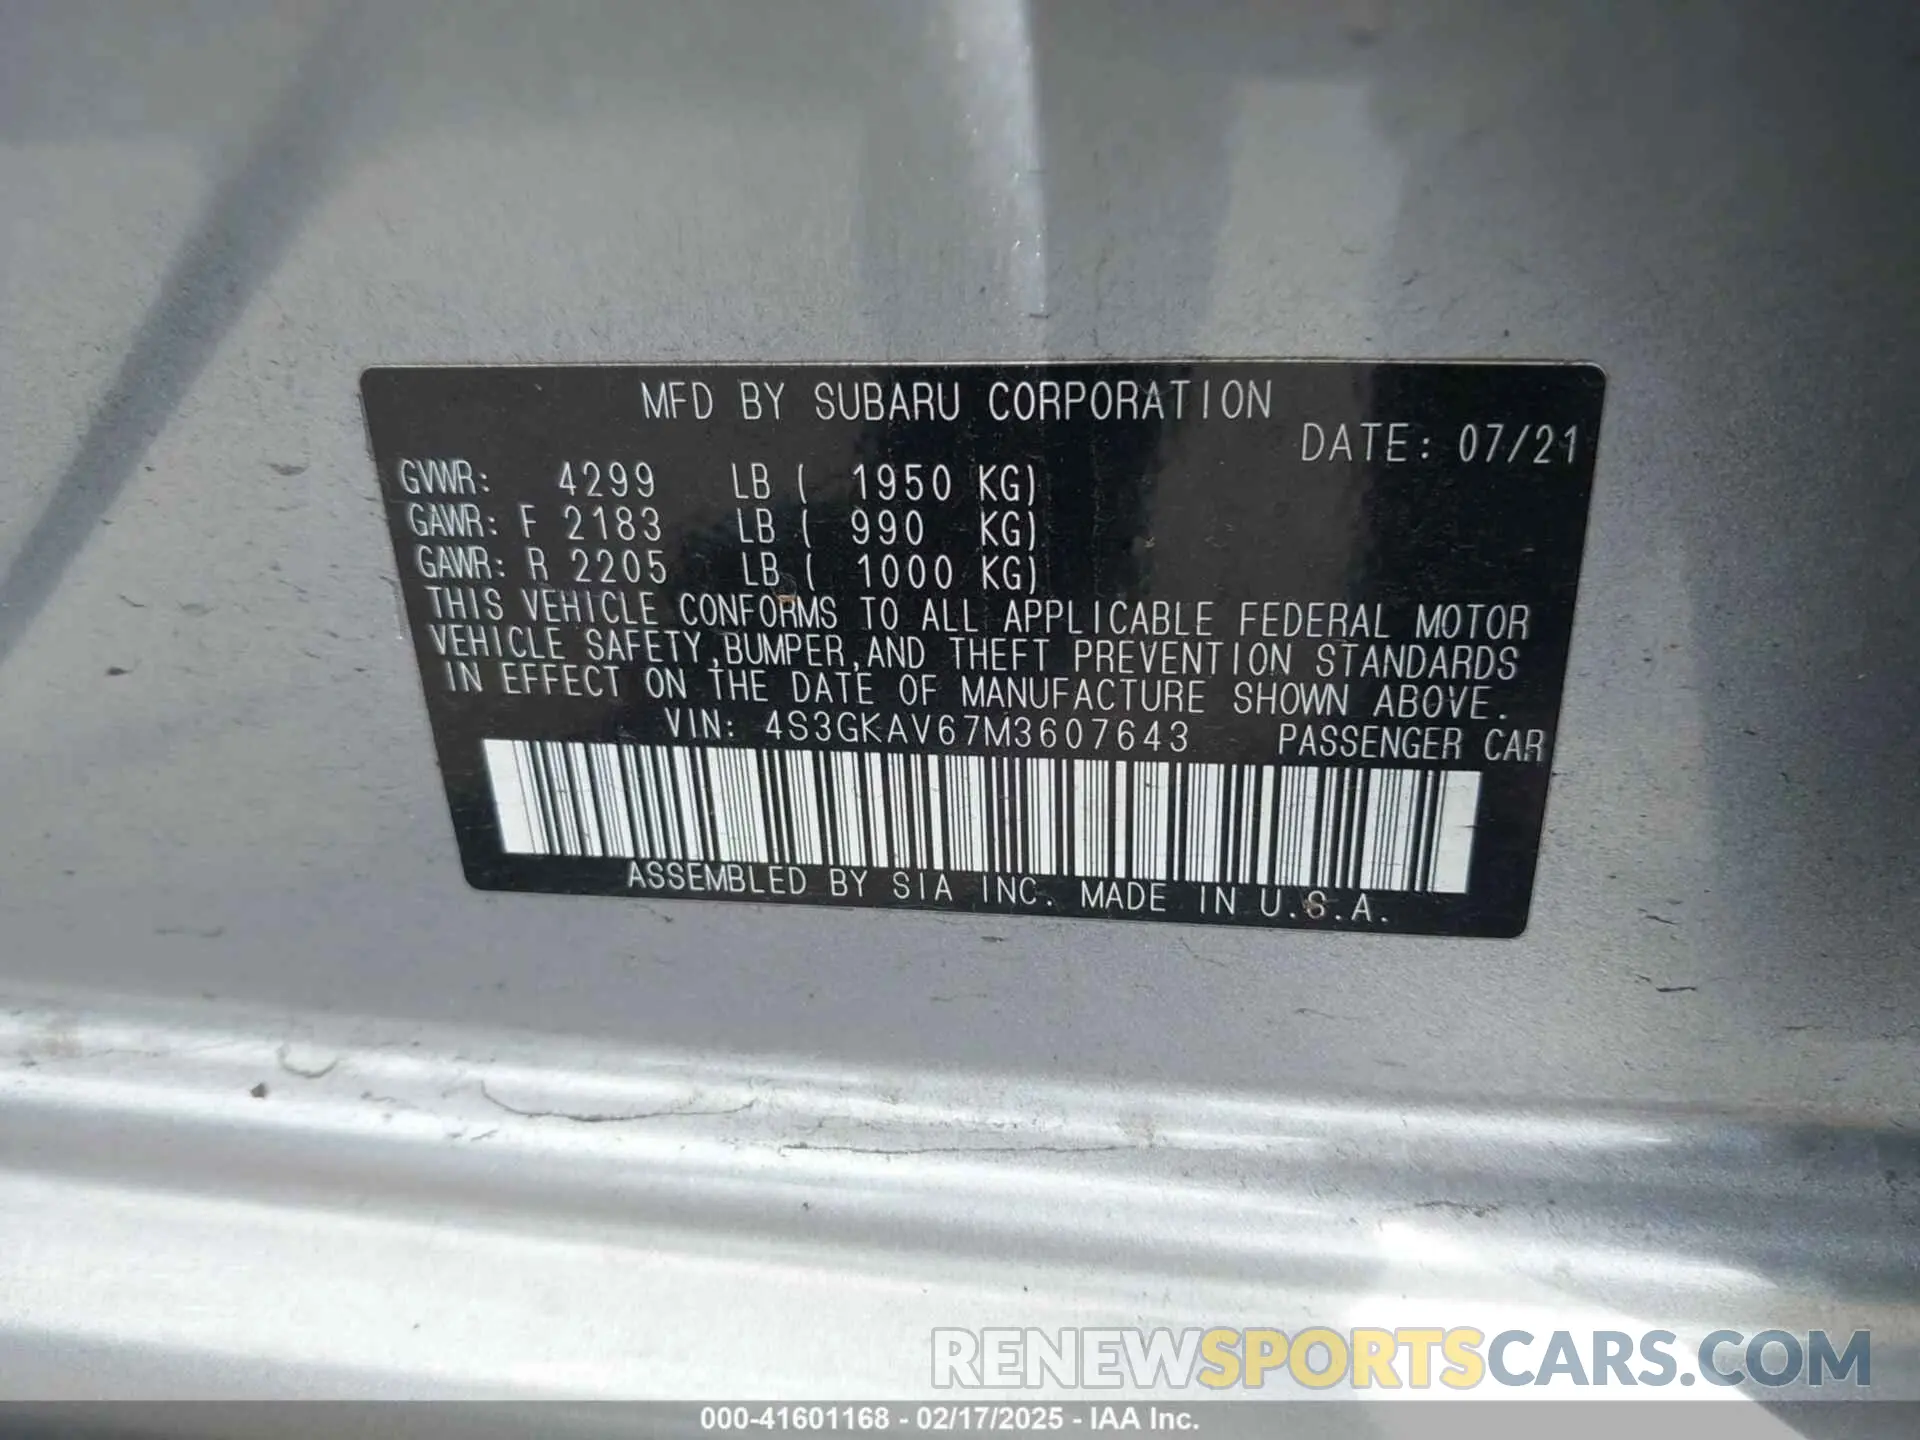 MFD BY SUBARU CORPORATION
DATE: 07/21
GVWR: 4299 LB ( 1950 KG)
GAWR: F 2183 LB ( 990 KG)
GAWR: R 2205 LB ( 1000 KG)
THIS VEHICLE CONFORMS TO ALL APPLICABLE FEDERAL MOTOR
VEHICLE SAFETY,BUMPER,AND THEFT PREVENTION STANDARDS
IN EFFECT ON THE DATE OF MANUFACTURE SHOWN ABOVE.
VIN: 4S3GKAV67M3607643 PASSENGER CAR
ASSEMBLED BY SIA INC. MADE IN U.S.A.
RENEWSPORTSCARS.COM
000-41601168 - 02/17/2025 - IAA Inc.